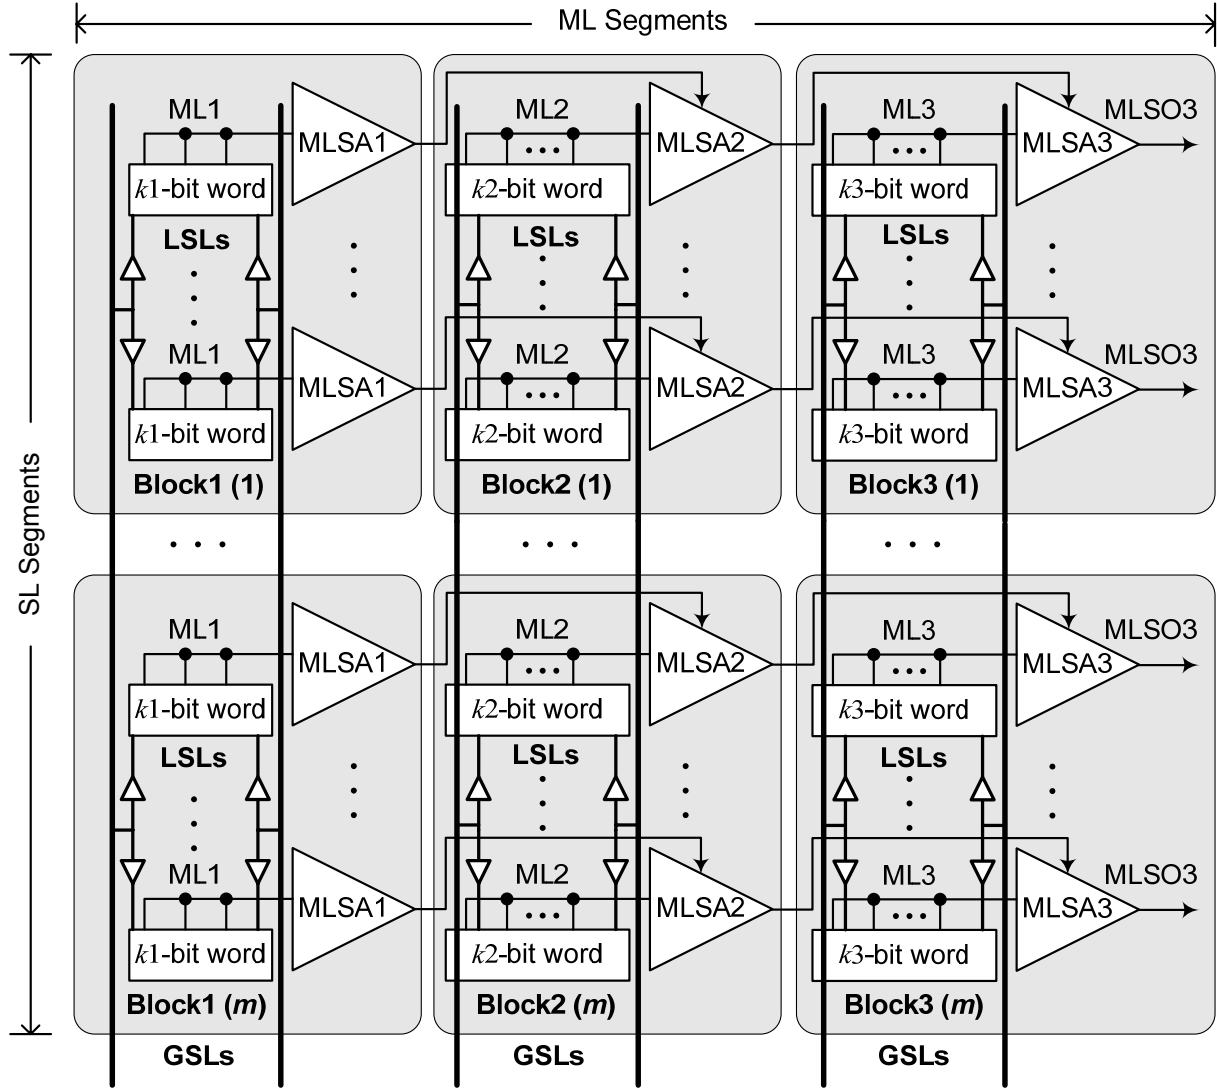 ML Segments
SL Segments
ML1 MLSA1 ML2 MLSA2 ML3 MLSA3 MLSO3
k1-bit word k2-bit word k3-bit word
LSLs LSLs LSLs
ML1 MLSA1 ML2 MLSA2 ML3 MLSA3 MLSO3
k1-bit word k2-bit word k3-bit word
Block1 (1) Block2 (1) Block3 (1)
ML1 MLSA1 ML2 MLSA2 ML3 MLSA3 MLSO3
k1-bit word k2-bit word k3-bit word
LSLs LSLs LSLs
ML1 MLSA1 ML2 MLSA2 ML3 MLSA3 MLSO3
k1-bit word k2-bit word k3-bit word
Block1 (m) Block2 (m) Block3 (m)
GSLs GSLs GSLs